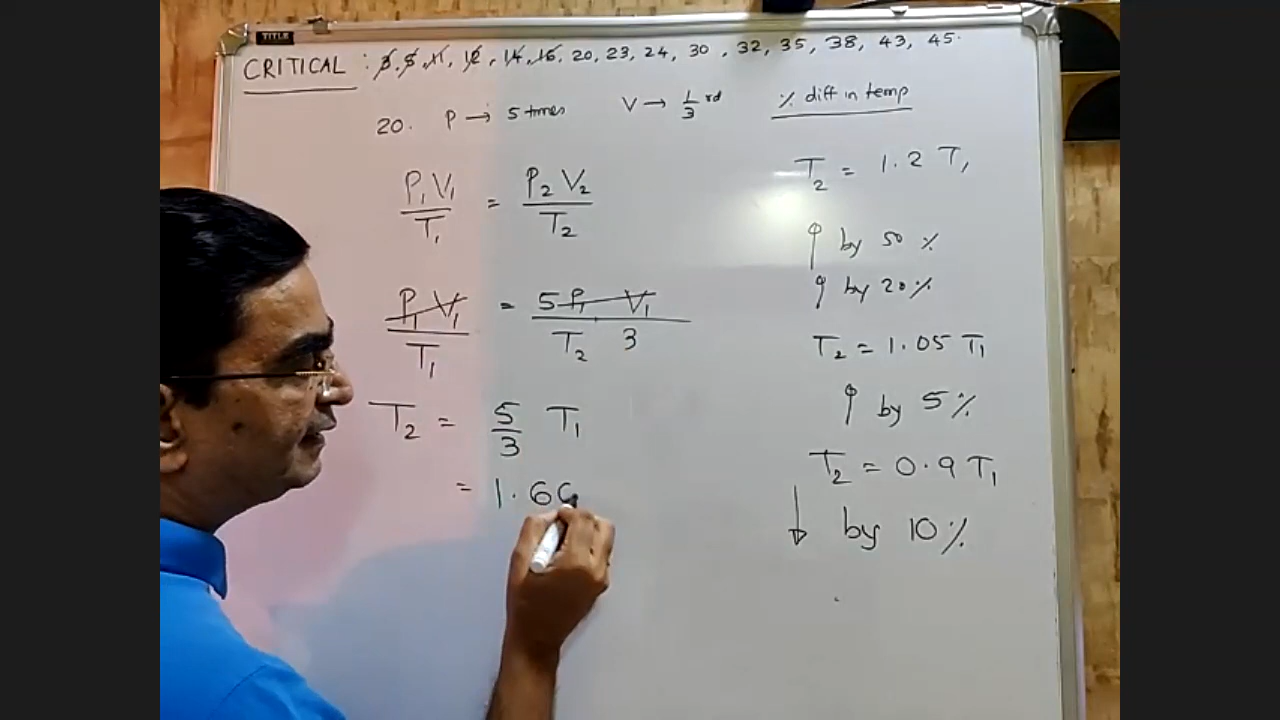 TITLE
CRITICAL : 3, 5, 11, 12, 14, 16, 20, 23, 24, 30, 32, 35, 38, 43, 45.
20. P → 5 times V → 1/3 rd
P₁V₁/T₁ = P₂V₂/T₂
P₁V₁/T₁ = 5P₁V₁/T₂ 3
T₂ = 5/3 T₁
= 1.66
% diff in temp
T₂ = 1.2 T₁
↑ by 50 %
↑ by 20 %
T₂ = 1.05 T₁
↑ by 5 %
T₂ = 0.9 T₁
↓ by 10 %